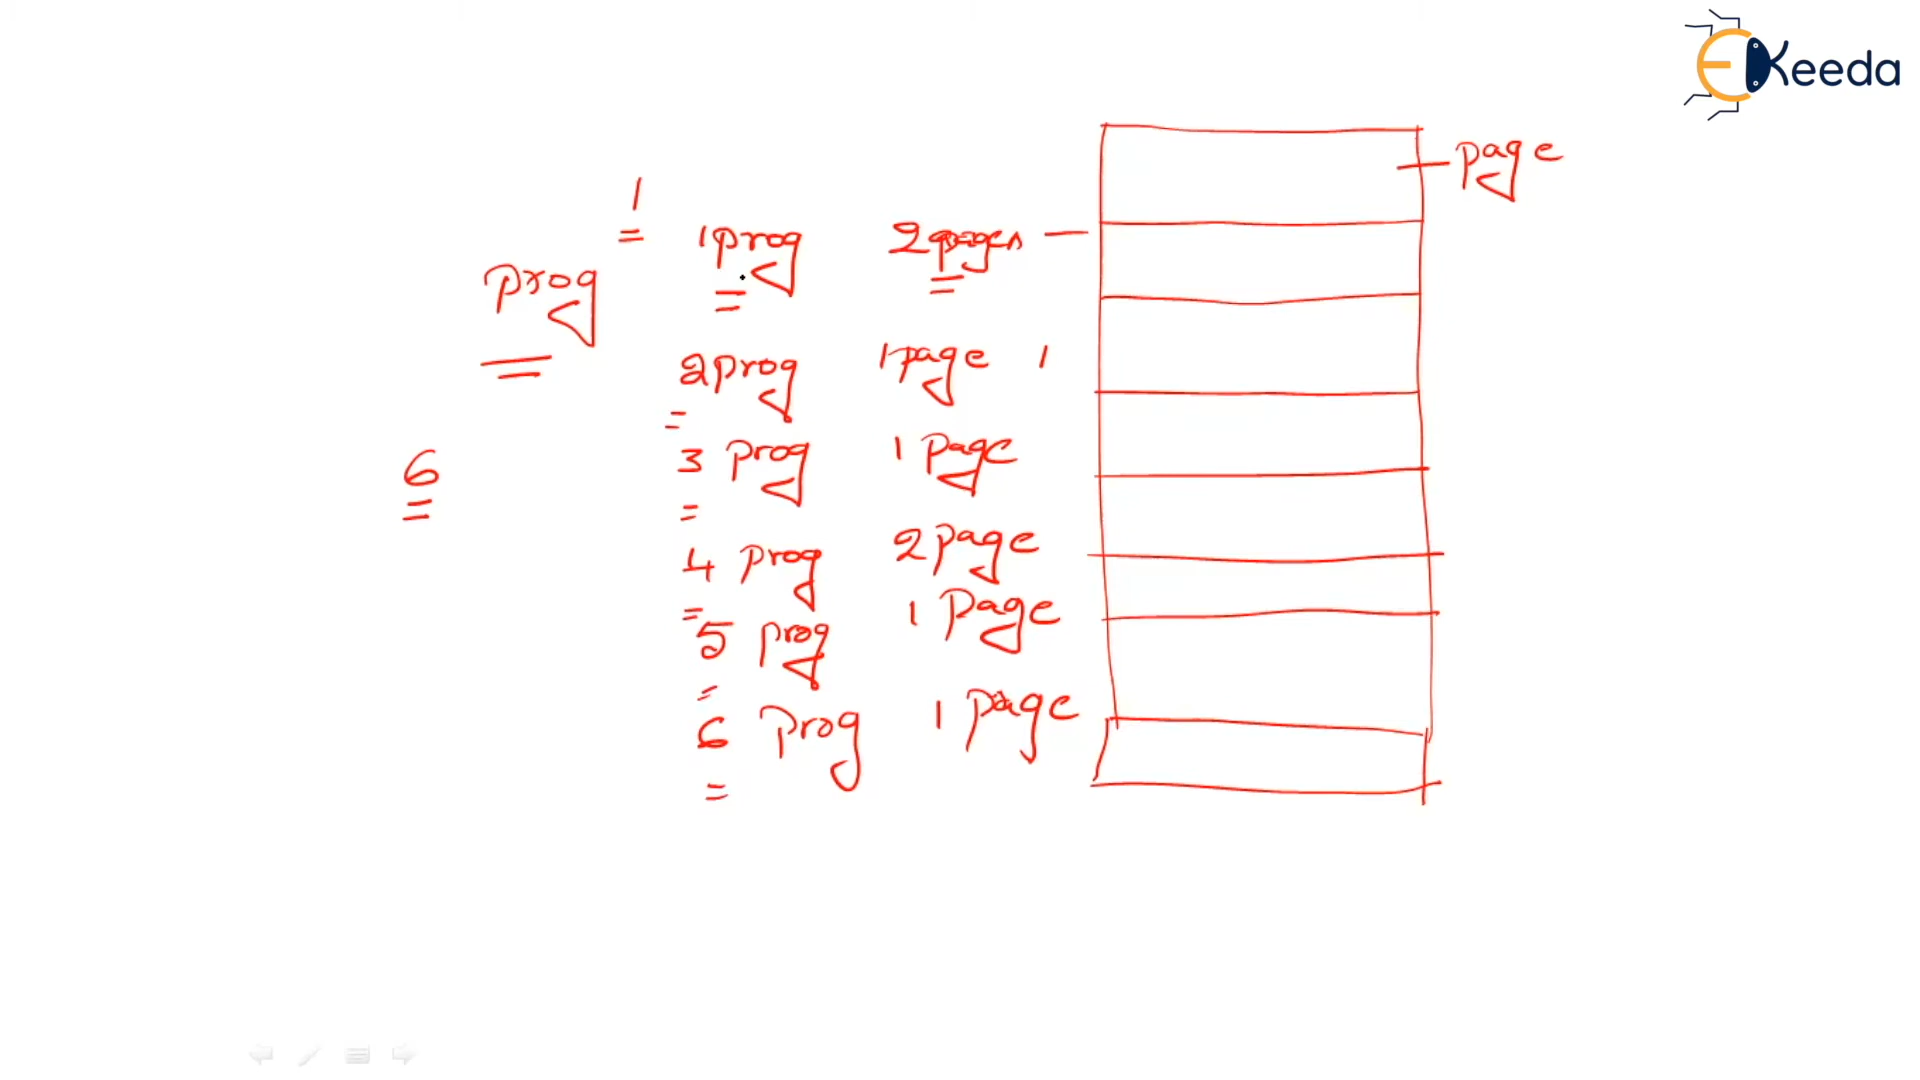 EKeeda
page
1
1 prog 2 pages
prog
2 prog 1 page 1
3 prog 1 page
6
4 prog 2 page
5 prog 1 Page
6 prog 1 page